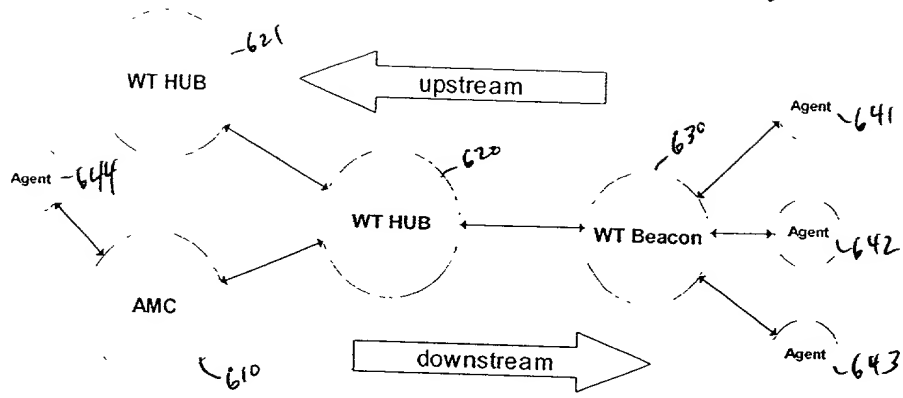 WT HUB
621
upstream
Agent
641
Agent
644
WT HUB
620
WT Beacon
630
Agent
642
AMC
610
downstream
Agent
643